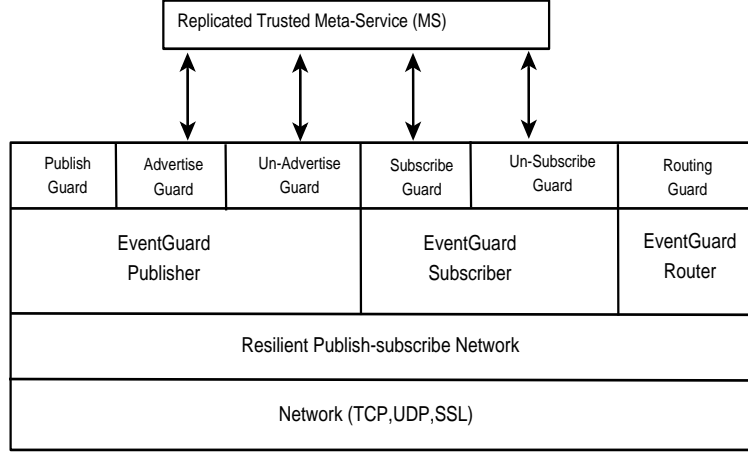 Replicated Trusted Meta-Service (MS)
Publish
Guard
Advertise
Guard
Un-Advertise
Guard
Subscribe
Guard
Un-Subscribe
Guard
Routing
Guard
EventGuard
Publisher
EventGuard
Subscriber
EventGuard
Router
Resilient Publish-subscribe Network
Network (TCP,UDP,SSL)